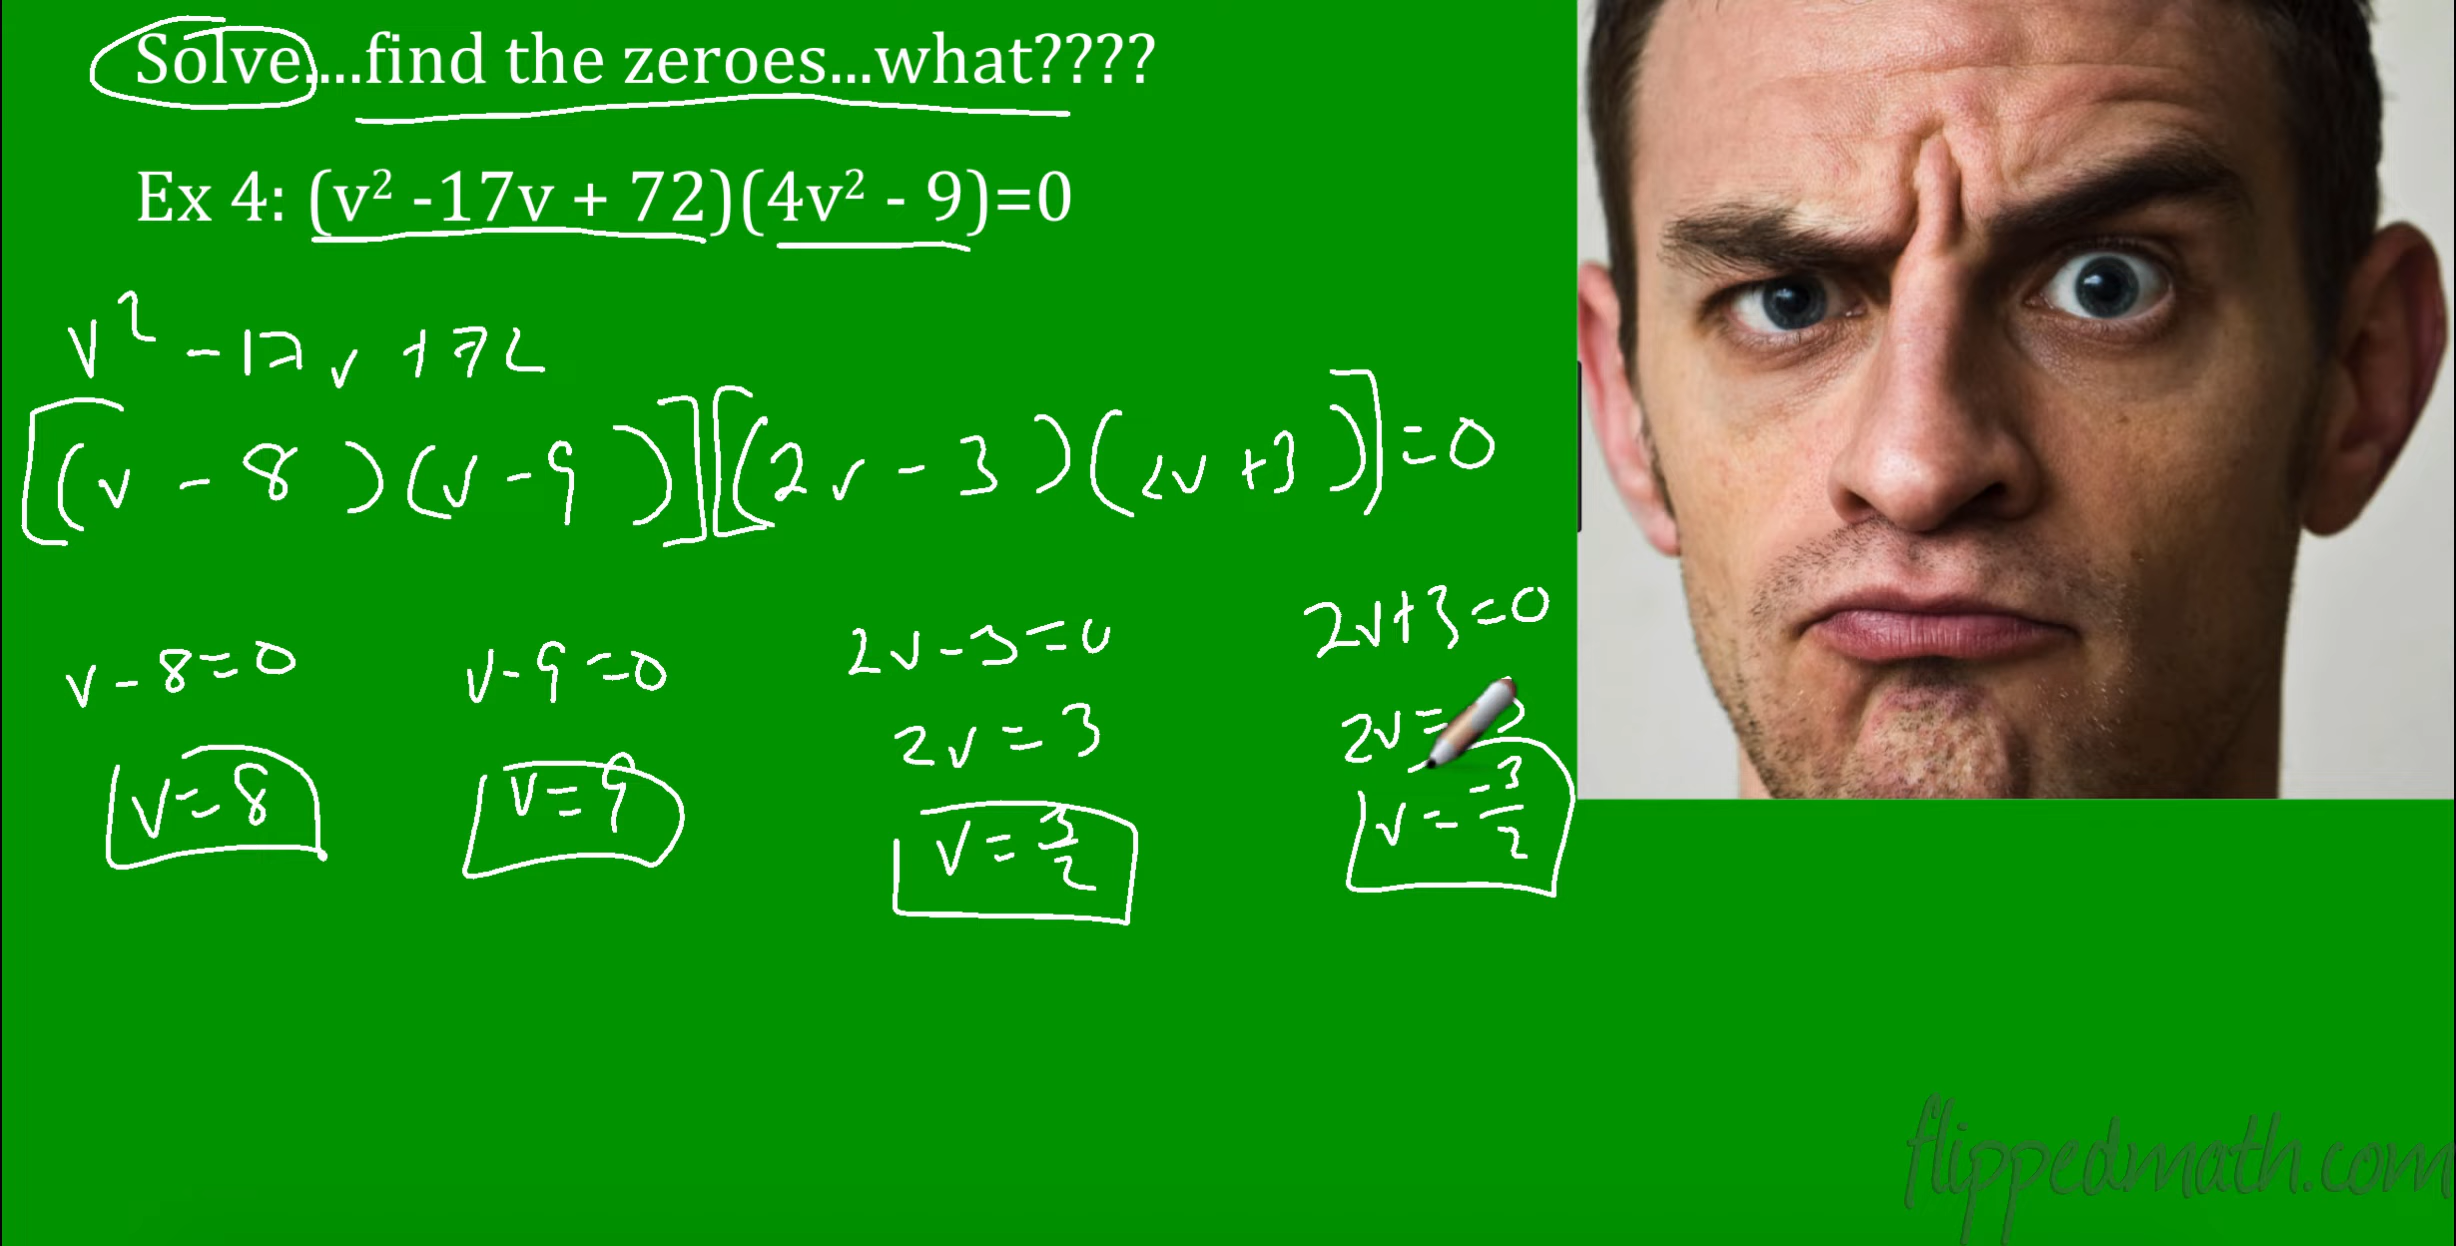 Solve....find the zeroes...what????
Ex 4: (v² -17v + 72)(4v² - 9)=0
v² - 17v + 72
[(v - 8)(v - 9)][(2v - 3)(2v + 3)] = 0
v - 8 = 0
v - 9 = 0
2v - 3 = 0
2v + 3 = 0
2v = 3
2v = 3
v = 8
v = 9
v = 3/2
v = -3/2
flippedmath.com